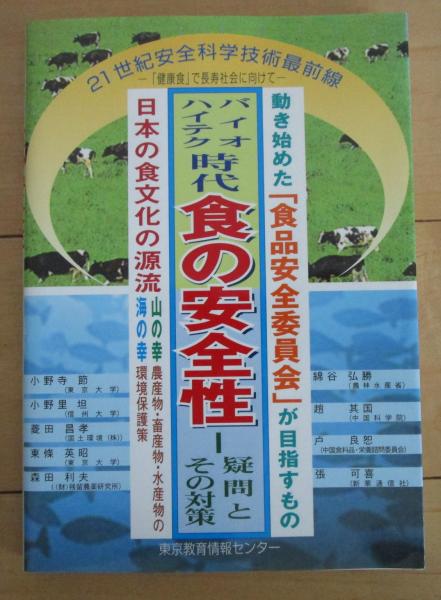 21世紀安全科学技術最前線
―「健康食」で長寿社会に向けて―
動き始めた「食品安全委員会」が目指すもの
バイオ
ハイテク
時代
食の安全性
―疑問と
その対策
日本の食文化の源流
山の幸
海の幸
農産物・畜産物・水産物の
環境保護策
小野寺 節
(東京大学)
小野里 坦
(信州大学)
菱田 昌孝
(国土環境(株))
東條 英昭
(東京大学)
森田 利夫
((財)残留農薬研究所)
綿谷 弘勝
(農林水産省)
趙 其国
(中国科学院)
卢 良恕
(中国食料品・栄養諮問委員会)
張 可喜
(新華通信社)
東京教育情報センター